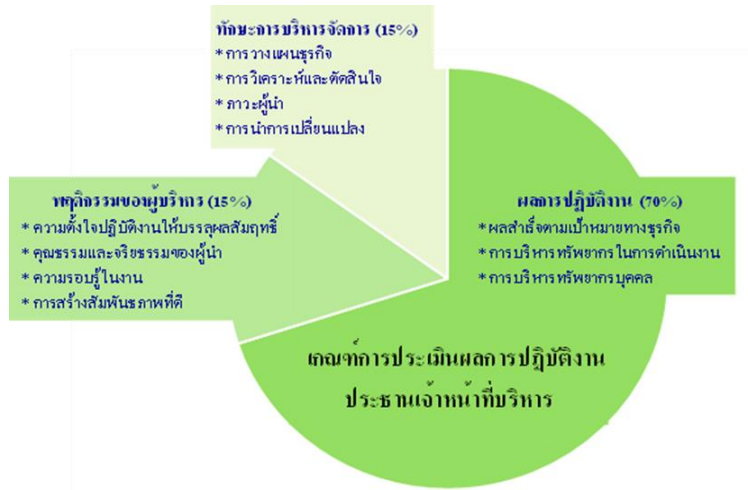 ทักษะการบริหารจัดการ (15%)
* การวางแผนธุรกิจ
* การวิเคราะห์และตัดสินใจ
* ภาวะผู้นำ
* การนำการเปลี่ยนแปลง
พฤติกรรมของผู้บริหาร (15%)
* ความตั้งใจปฏิบัติงานให้บรรลุผลสัมฤทธิ์
* คุณธรรมและจริยธรรมของผู้นำ
* ความรอบรู้ในงาน
* การสร้างสัมพันธภาพที่ดี
ผลการปฏิบัติงาน (70%)
*ผลสำเร็จตามเป้าหมายทางธุรกิจ
* การบริหารทรัพยากรในการดำเนินงาน
* การบริหารทรัพยากรบุคคล
เกณฑ์การประเมินผลการปฏิบัติงาน
ประธานเจ้าหน้าที่บริหาร